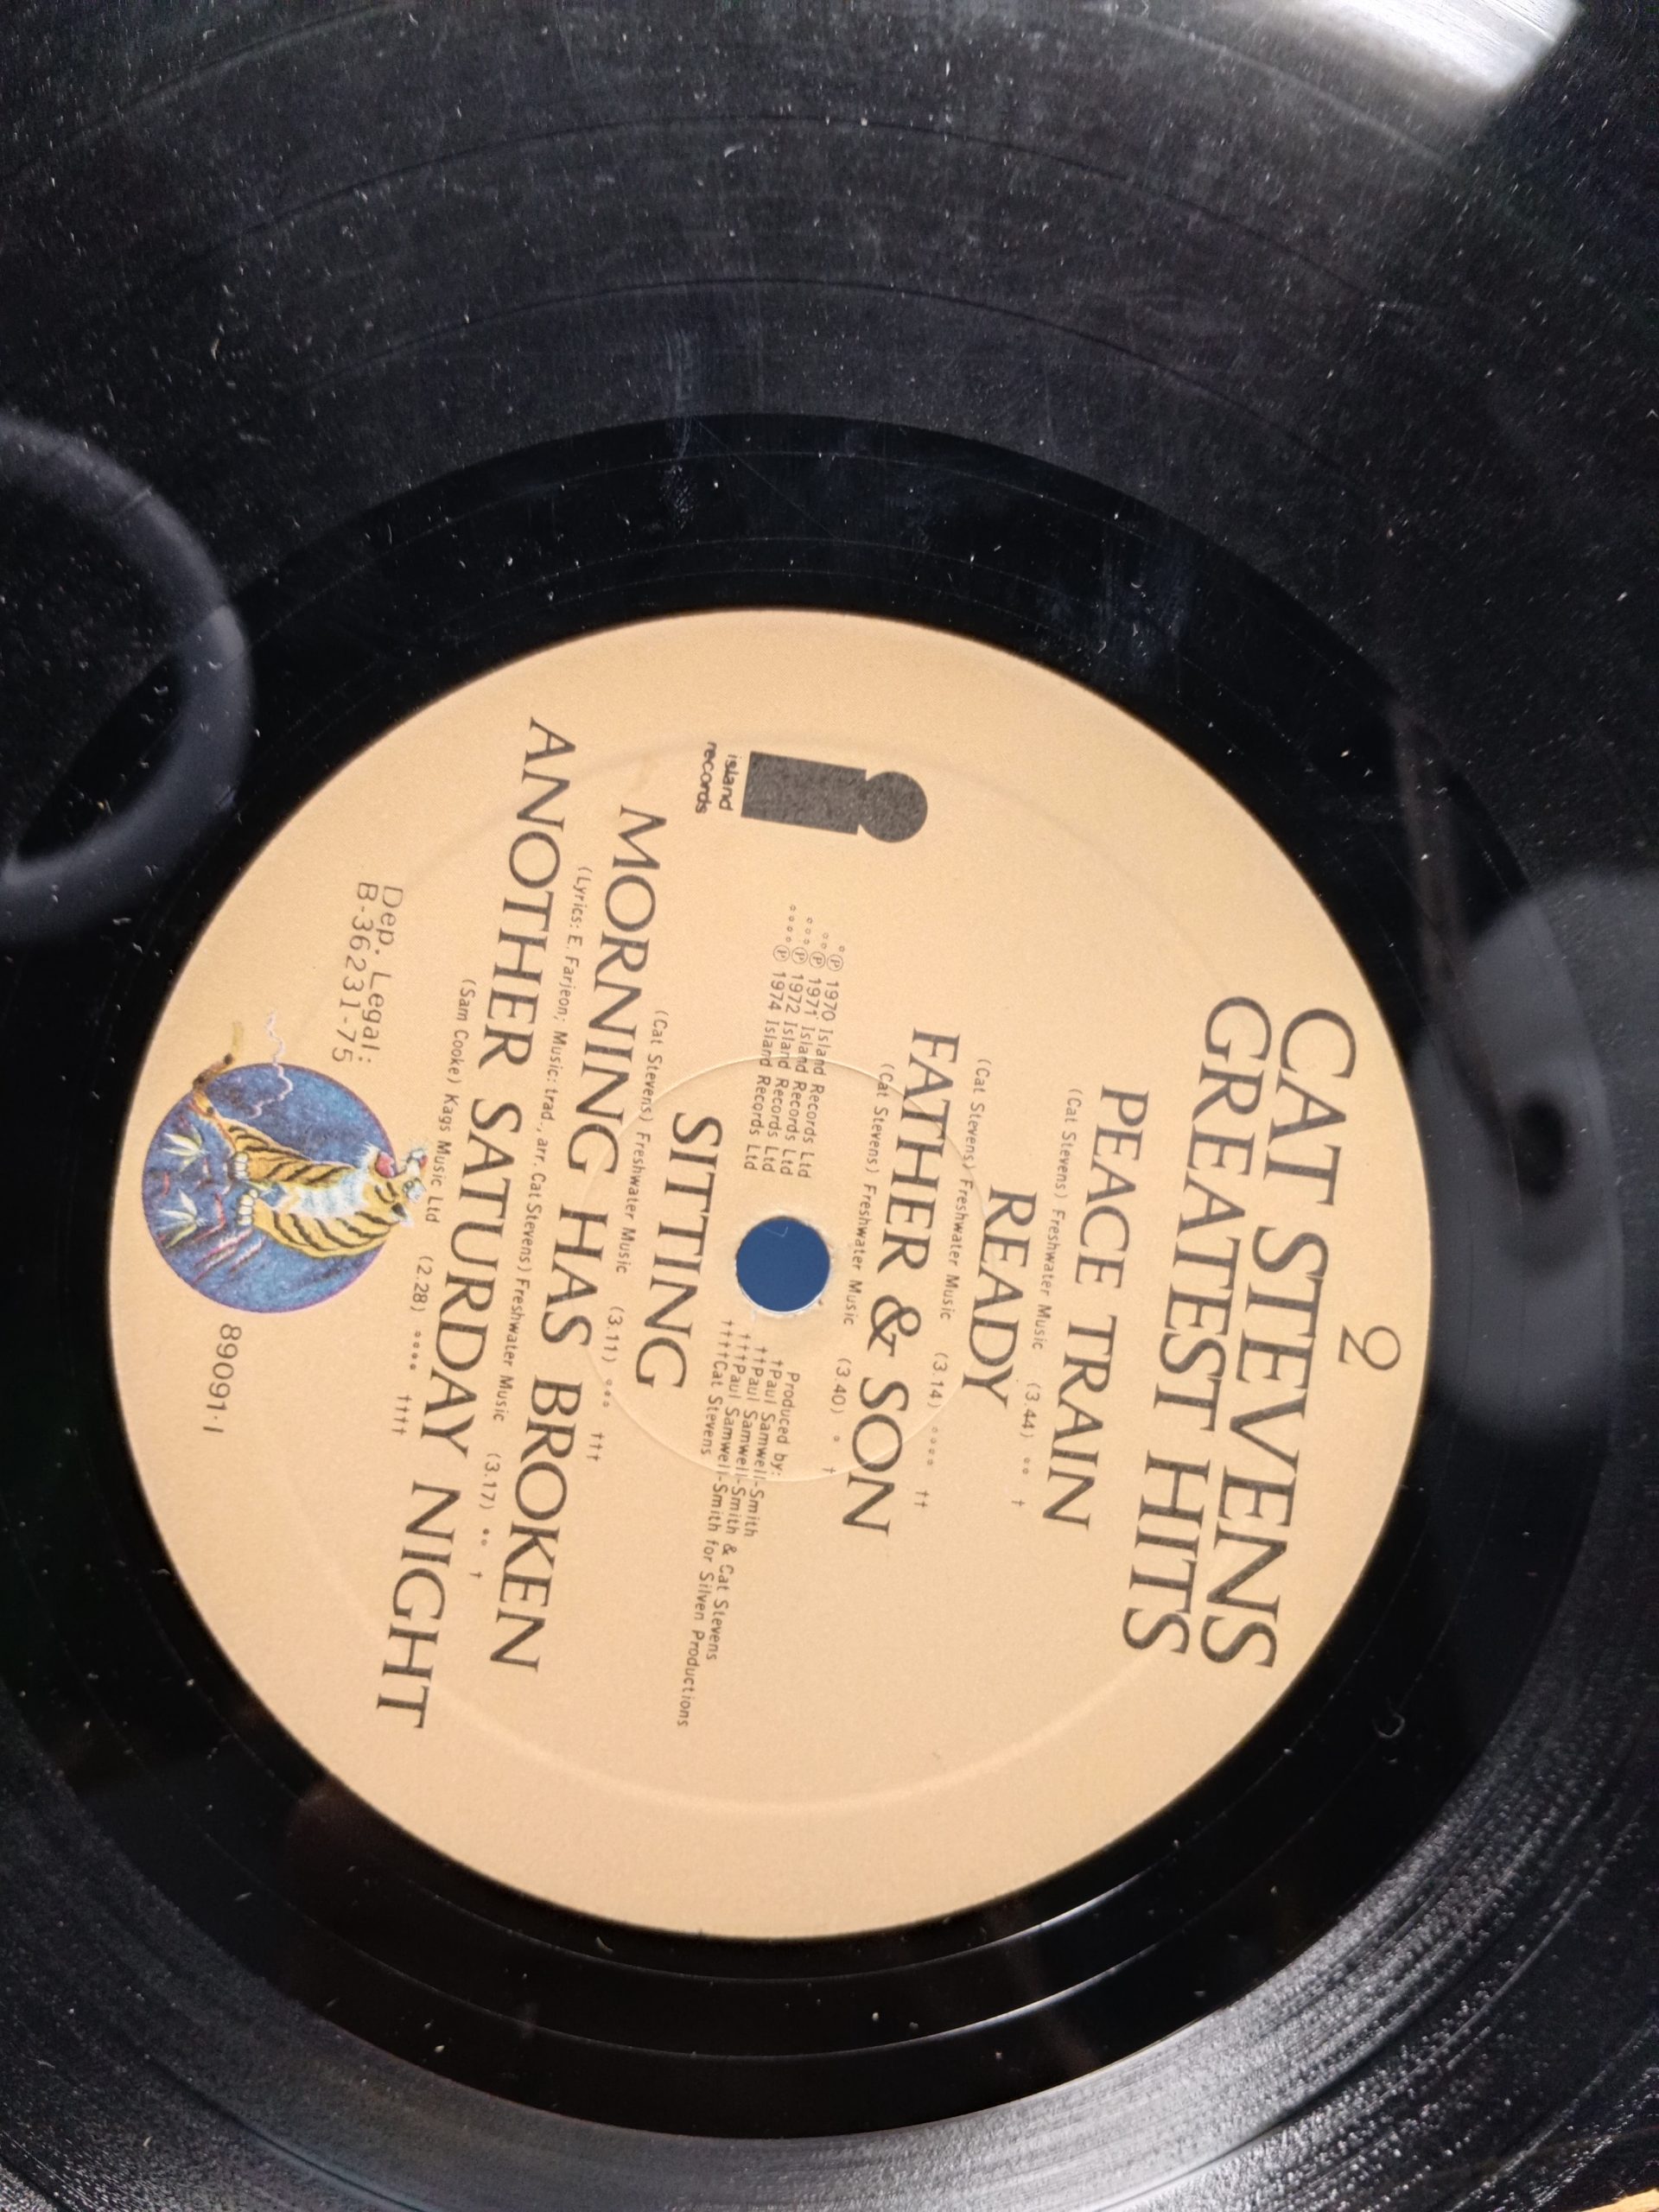 2
CAT STEVENS
GREATEST HITS
PEACE TRAIN
(Cat Stevens) Freshwater Music (3.44) °° †
READY
(Cat Stevens) Freshwater Music (3.14) °°°° ††
FATHER & SON
(Cat Stevens) Freshwater Music (3.40) ° †
island
records
°Ⓟ 1970 Island Records Ltd
°°Ⓟ 1971 Island Records Ltd
°°°Ⓟ 1972 Island Records Ltd
°°°°Ⓟ 1974 Island Records Ltd
Produced by:
†Paul Samwell-Smith
††Paul Samwell-Smith & Cat Stevens
†††Paul Samwell-Smith for Silven Productions
††††Cat Stevens
SITTING
(Cat Stevens) Freshwater Music (3.11) °°° †††
MORNING HAS BROKEN
(Lyrics: E. Farjeon; Music: trad., arr. Cat Stevens) Freshwater Music (3.17) °° †
ANOTHER SATURDAY NIGHT
(Sam Cooke) Kags Music Ltd (2.28) °°°° ††††
Dep. Legal:
B-36231-75
89091-I